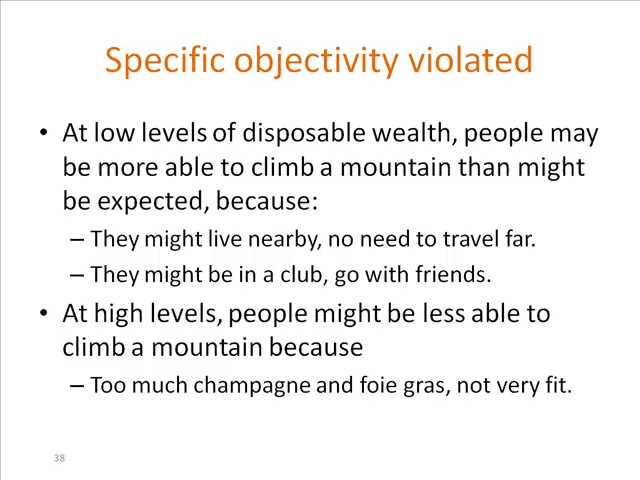 Specific objectivity violated
• At low levels of disposable wealth, people may
be more able to climb a mountain than might
be expected, because:
– They might live nearby, no need to travel far.
– They might be in a club, go with friends.
• At high levels, people might be less able to
climb a mountain because
– Too much champagne and foie gras, not very fit.
38